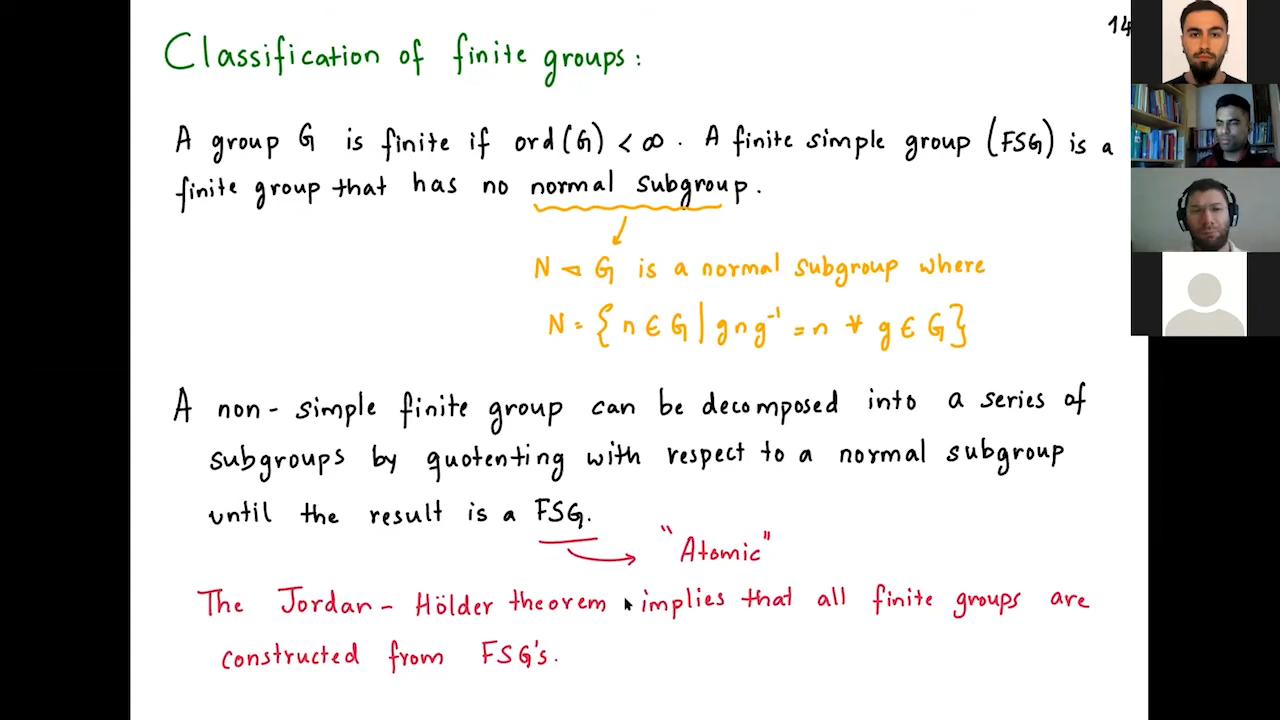 14
Classification of finite groups:
A group G is finite if ord(G) < ∞. A finite simple group (FSG) is a
finite group that has no normal subgroup.
N ◁ G is a normal subgroup where
N = {n ∈ G | gng⁻¹ = n ∀ g ∈ G}
A non-simple finite group can be decomposed into a series of
subgroups by quotenting with respect to a normal subgroup
until the result is a FSG.
"Atomic"
The Jordan-Hölder theorem implies that all finite groups are
constructed from FSG's.